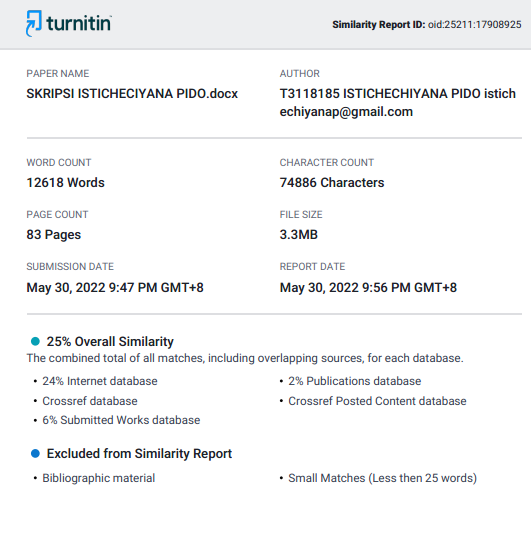 turnitin
Similarity Report ID: oid:25211:17908925
PAPER NAME
SKRIPSI ISTICHECIYANA PIDO.docx
AUTHOR
T3118185 ISTICHECHIYANA PIDO istich
echiyanap@gmail.com
WORD COUNT
12618 Words
CHARACTER COUNT
74886 Characters
PAGE COUNT
83 Pages
FILE SIZE
3.3MB
SUBMISSION DATE
May 30, 2022 9:47 PM GMT+8
REPORT DATE
May 30, 2022 9:56 PM GMT+8
● 25% Overall Similarity
The combined total of all matches, including overlapping sources, for each database.
• 24% Internet database
• 2% Publications database
• Crossref database
• Crossref Posted Content database
• 6% Submitted Works database
● Excluded from Similarity Report
• Bibliographic material
• Small Matches (Less then 25 words)